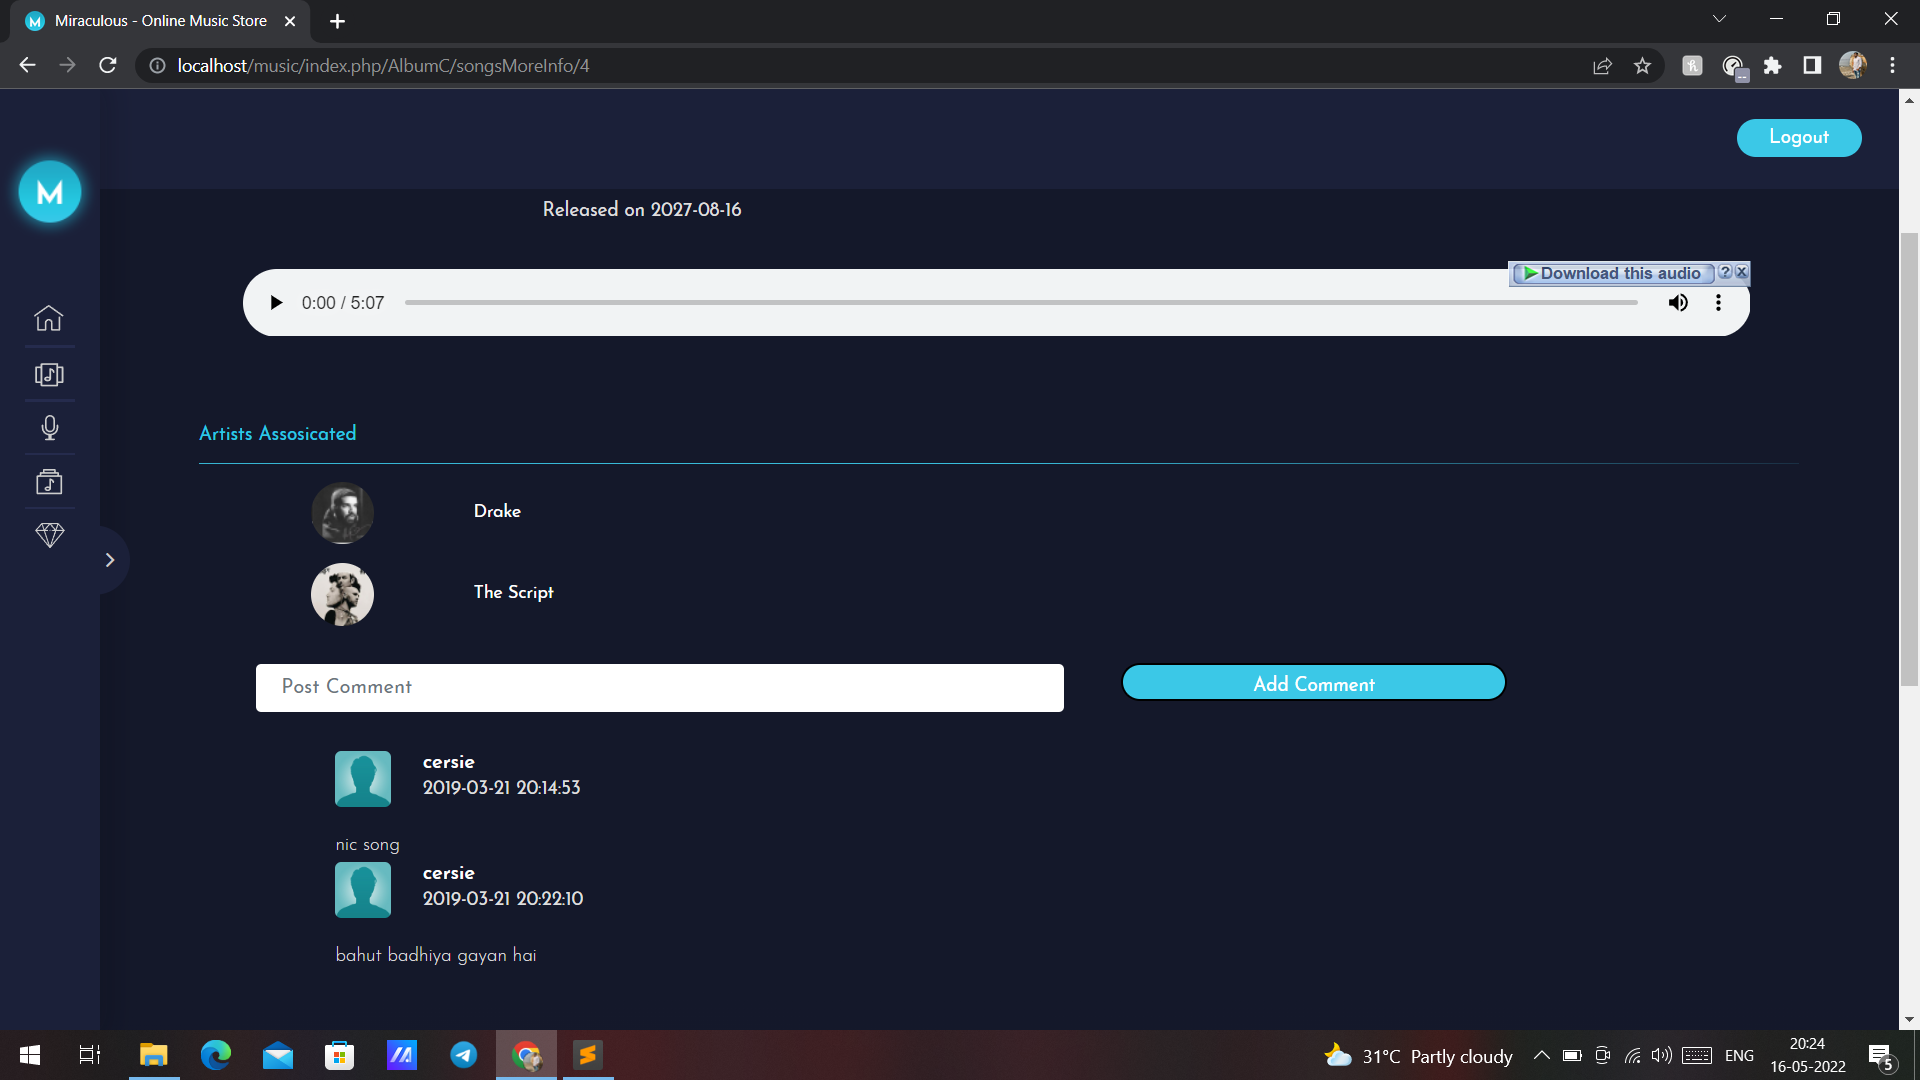 Miraculous - Online Music Store
localhost/music/index.php/AlbumC/songsMoreInfo/4
Logout
M
Released on 2027-08-16
Download this audio ? X
0:00 / 5:07
Artists Assosicated
Drake
The Script
Post Comment
Add Comment
cersie
2019-03-21 20:14:53
nic song
cersie
2019-03-21 20:22:10
bahut badhiya gayan hai
31°C Partly cloudy
ENG
20:24
16-05-2022
5